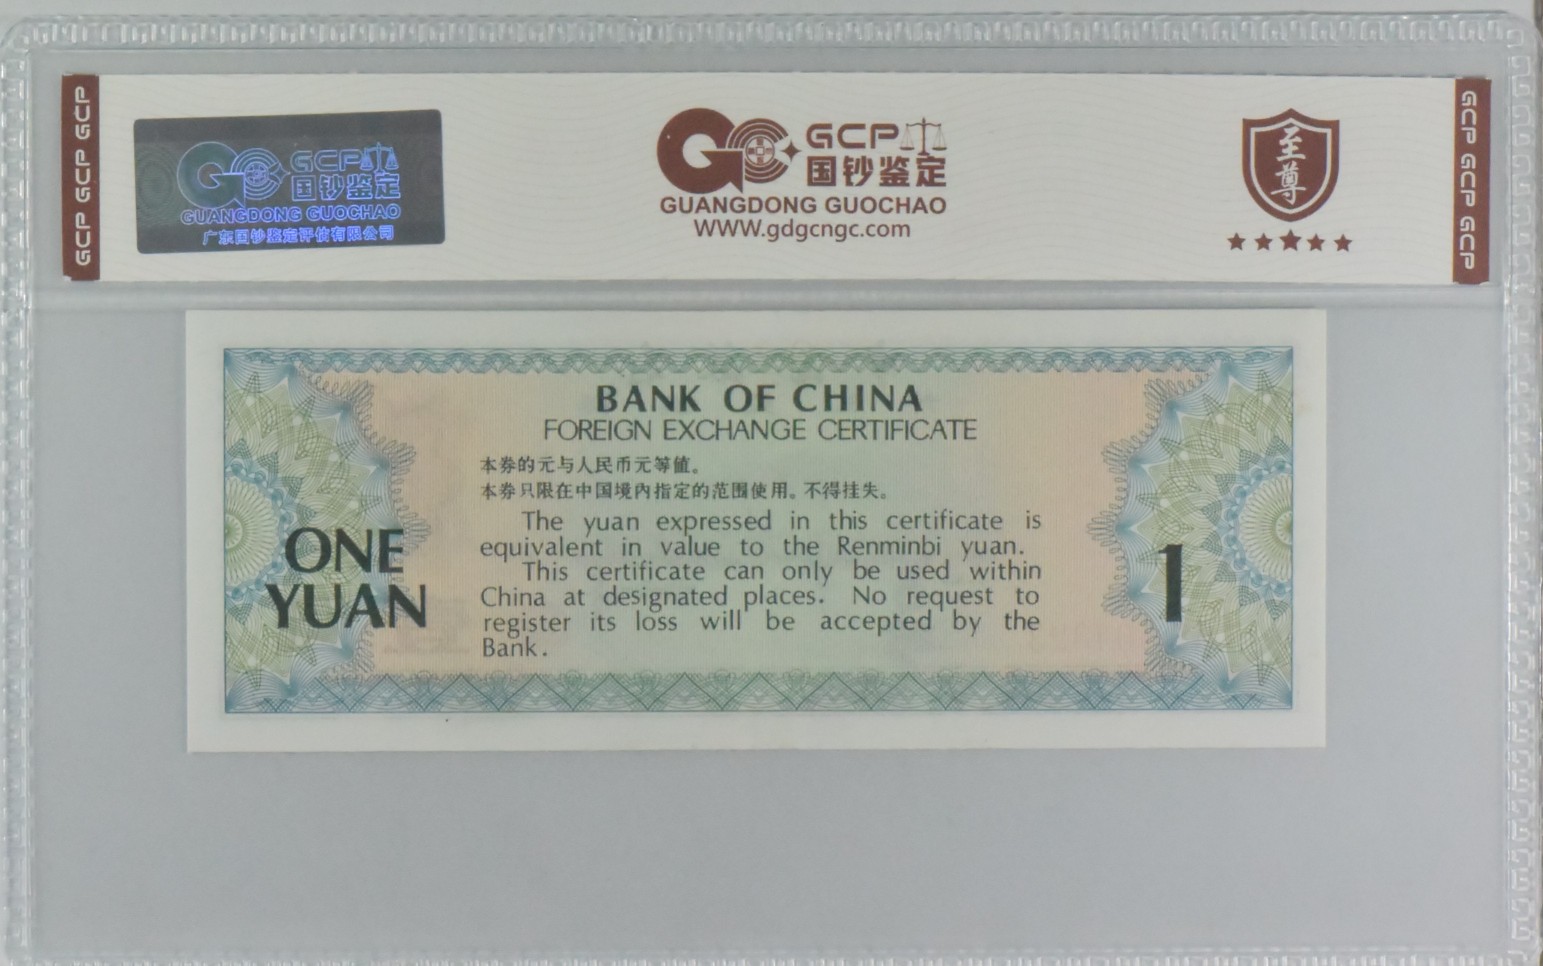 GCP GCP GCP
GCP
国钞鉴定
GUANGDONG GUOCHAO
广东国钞鉴定评估有限公司
GCP
国钞鉴定
GUANGDONG GUOCHAO
WWW.gdgcngc.com
至尊
GCP GCP GCP
BANK OF CHINA
FOREIGN EXCHANGE CERTIFICATE
本券的元与人民币元等值。
本券只限在中国境内指定的范围使用。不得挂失。
The yuan expressed in this certificate is
equivalent in value to the Renminbi yuan.
This certificate can only be used within
China at designated places. No request to
register its loss will be accepted by the
Bank.
ONE
YUAN
1